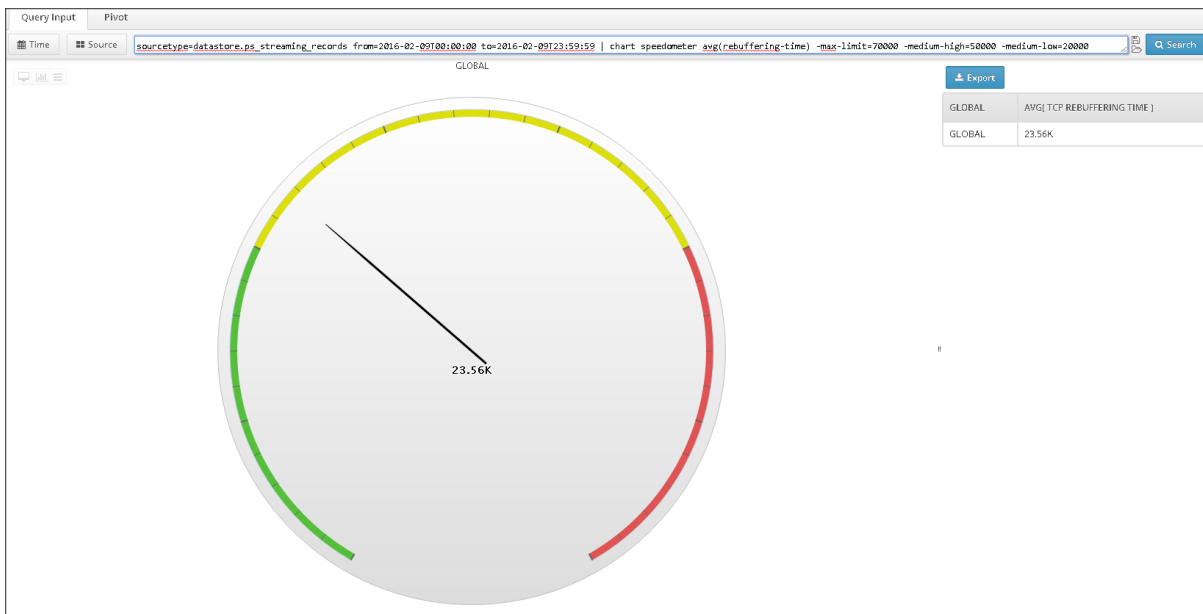 Query Input Pivot
Time Source sourcetype=datastore.ps_streaming_records from=2016-02-09T00:00:00 to=2016-02-09T23:59:59 | chart speedometer avg(rebuffering-time) -max-limit=70000 -medium-high=50000 -medium-low=20000 Search
GLOBAL
Export
GLOBAL AVG( TCP REBUFFERING TIME )
GLOBAL 23.56K
23.56K